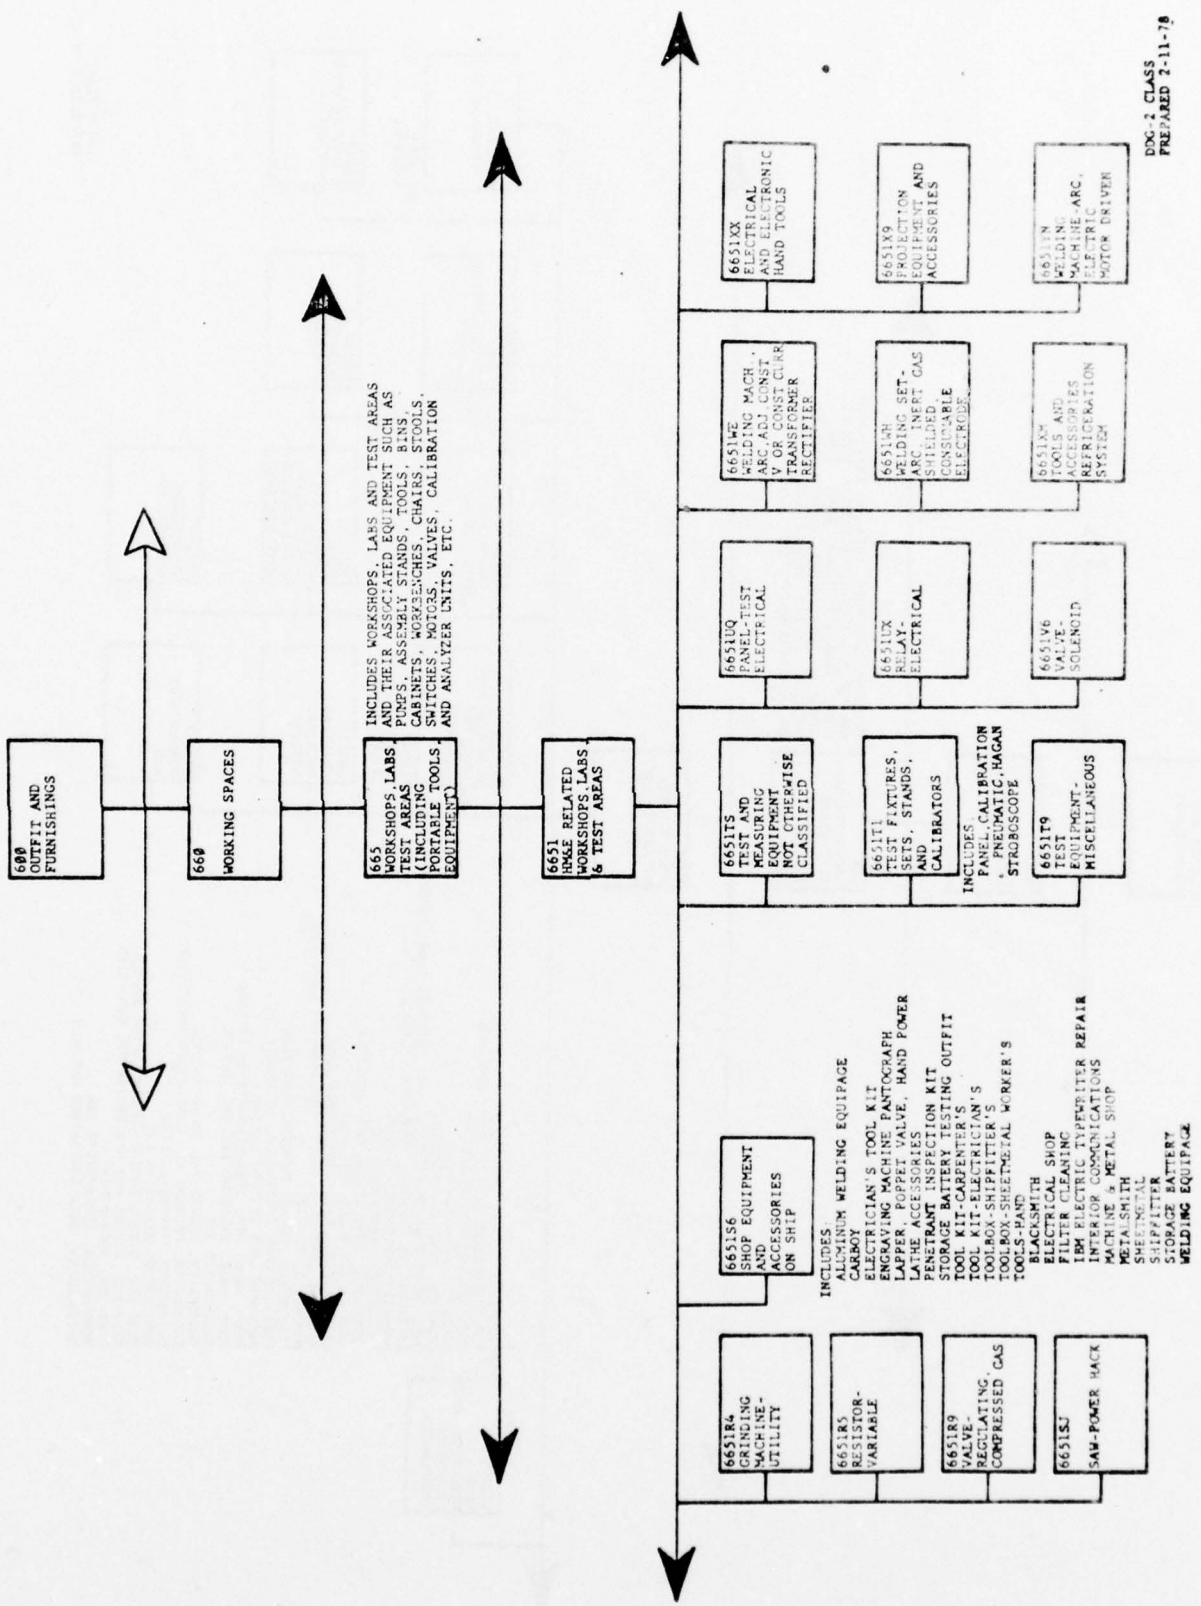 600
OUTFIT AND
FURNISHINGS
660
WORKING SPACES
665
WORKSHOPS, LABS,
TEST AREAS
(INCLUDING
PORTABLE TOOLS,
EQUIPMENT)
INCLUDES WORKSHOPS, LABS AND TEST AREAS
AND THEIR ASSOCIATED EQUIPMENT SUCH AS
PUMPS, ASSEMBLY STANDS, TOOLS, BINS,
CABINETS, WORKBENCHES, CHAIRS, STOOLS,
SWITCHES, MOTORS, VALVES, CALIBRATION
AND ANALYZER UNITS, ETC.
6651
HM&E RELATED
WORKSHOPS, LABS
& TEST AREAS
6651R4
GRINDING
MACHINE-
UTILITY
6651R5
RESISTOR-
VARIABLE
6651R9
VALVE-
REGULATING,
COMPRESSED GAS
6651SJ
SAW-POWER HACK
6651S6
SHOP EQUIPMENT
AND
ACCESSORIES
ON SHIP
INCLUDES:
ALUMINUM WELDING EQUIPAGE
CARBOY
ELECTRICIAN'S TOOL KIT
ENGRAVING MACHINE PANTOGRAPH
LAPPER, POPPET VALVE, HAND POWER
LATHE ACCESSORIES
PENETRANT INSPECTION KIT
STORAGE BATTERY TESTING OUTFIT
TOOL KIT-CARPENTER'S
TOOL KIT-ELECTRICIAN'S
TOOLBOX-SHIPFITTER'S
TOOLBOX-SHEETMETAL WORKER'S
TOOLS-HAND
BLACKSMITH
ELECTRICAL SHOP
FILTER CLEANING
IBM ELECTRIC TYPEWRITER REPAIR
INTERIOR COMMUNICATIONS
MACHINE & METAL SHOP
METALSMITH
SHEETMETAL
SHIPFITTER
STORAGE BATTERY
WELDING EQUIPAGE
6651TS
TEST AND
MEASURING
EQUIPMENT
NOT OTHERWISE
CLASSIFIED
6651T1
TEST FIXTURES,
SETS, STANDS,
AND
CALIBRATORS
INCLUDES:
PANEL, CALIBRATION
, PNEUMATIC, HAGAN
STROBOSCOPE
6651T9
TEST
EQUIPMENT-
MISCELLANEOUS
6651UQ
PANEL-TEST
ELECTRICAL
6651UX
RELAY-
ELECTRICAL
6651V6
VALVE-
SOLENOID
6651WE
WELDING MACH.,
ARC,ADJ.CONST
V OR CONST CURR
TRANSFORMER
RECTIFIER
6651WH
WELDING SET-
ARC, INERT GAS
SHIELDED,
CONSUMABLE
ELECTRODE
6651XM
TOOLS AND
ACCESSORIES
REFRIGERATION
SYSTEM
6651XX
ELECTRICAL
AND ELECTRONIC
HAND TOOLS
6651X9
PROJECTION
EQUIPMENT AND
ACCESSORIES
6651YN
WELDING
MACHINE-ARC,
ELECTRIC
MOTOR DRIVEN
DDG-2 CLASS
PREPARED 2-11-78